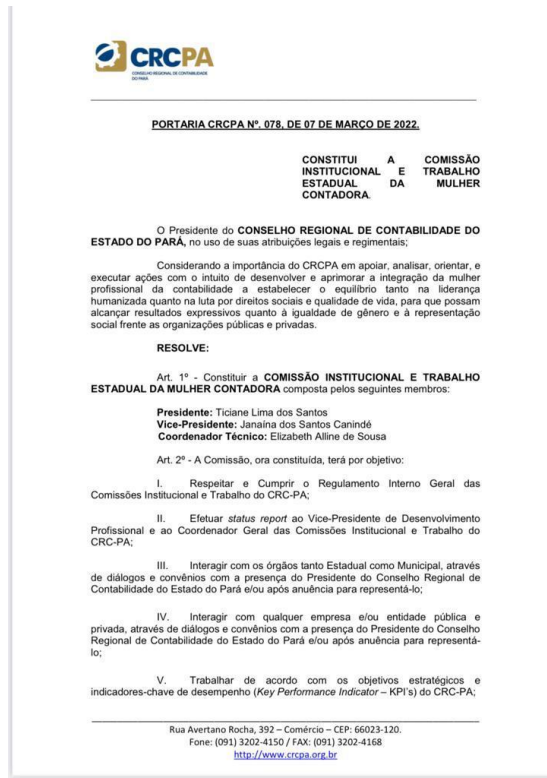 CRCPA
CONSELHO REGIONAL DE CONTABILIDADE
DO PARÁ
PORTARIA CRCPA Nº. 078, DE 07 DE MARÇO DE 2022.
CONSTITUI A COMISSÃO
INSTITUCIONAL E TRABALHO
ESTADUAL DA MULHER
CONTADORA.
O Presidente do CONSELHO REGIONAL DE CONTABILIDADE DO
ESTADO DO PARÁ, no uso de suas atribuições legais e regimentais;
Considerando a importância do CRCPA em apoiar, analisar, orientar, e
executar ações com o intuito de desenvolver e aprimorar a integração da mulher
profissional da contabilidade a estabelecer o equilíbrio tanto na liderança
humanizada quanto na luta por direitos sociais e qualidade de vida, para que possam
alcançar resultados expressivos quanto à igualdade de gênero e à representação
social frente as organizações públicas e privadas.
RESOLVE:
Art. 1º - Constituir a COMISSÃO INSTITUCIONAL E TRABALHO
ESTADUAL DA MULHER CONTADORA composta pelos seguintes membros:
Presidente: Ticiane Lima dos Santos
Vice-Presidente: Janaína dos Santos Canindé
Coordenador Técnico: Elizabeth Alline de Sousa
Art. 2º - A Comissão, ora constituída, terá por objetivo:
I. Respeitar e Cumprir o Regulamento Interno Geral das
Comissões Institucional e Trabalho do CRC-PA;
II. Efetuar status report ao Vice-Presidente de Desenvolvimento
Profissional e ao Coordenador Geral das Comissões Institucional e Trabalho do
CRC-PA;
III. Interagir com os órgãos tanto Estadual como Municipal, através
de diálogos e convênios com a presença do Presidente do Conselho Regional de
Contabilidade do Estado do Pará e/ou após anuência para representá-lo;
IV. Interagir com qualquer empresa e/ou entidade pública e
privada, através de diálogos e convênios com a presença do Presidente do Conselho
Regional de Contabilidade do Estado do Pará e/ou após anuência para representá-
lo;
V. Trabalhar de acordo com os objetivos estratégicos e
indicadores-chave de desempenho (Key Performance Indicator – KPI's) do CRC-PA;
Rua Avertano Rocha, 392 – Comércio – CEP: 66023-120.
Fone: (091) 3202-4150 / FAX: (091) 3202-4168
http://www.crcpa.org.br